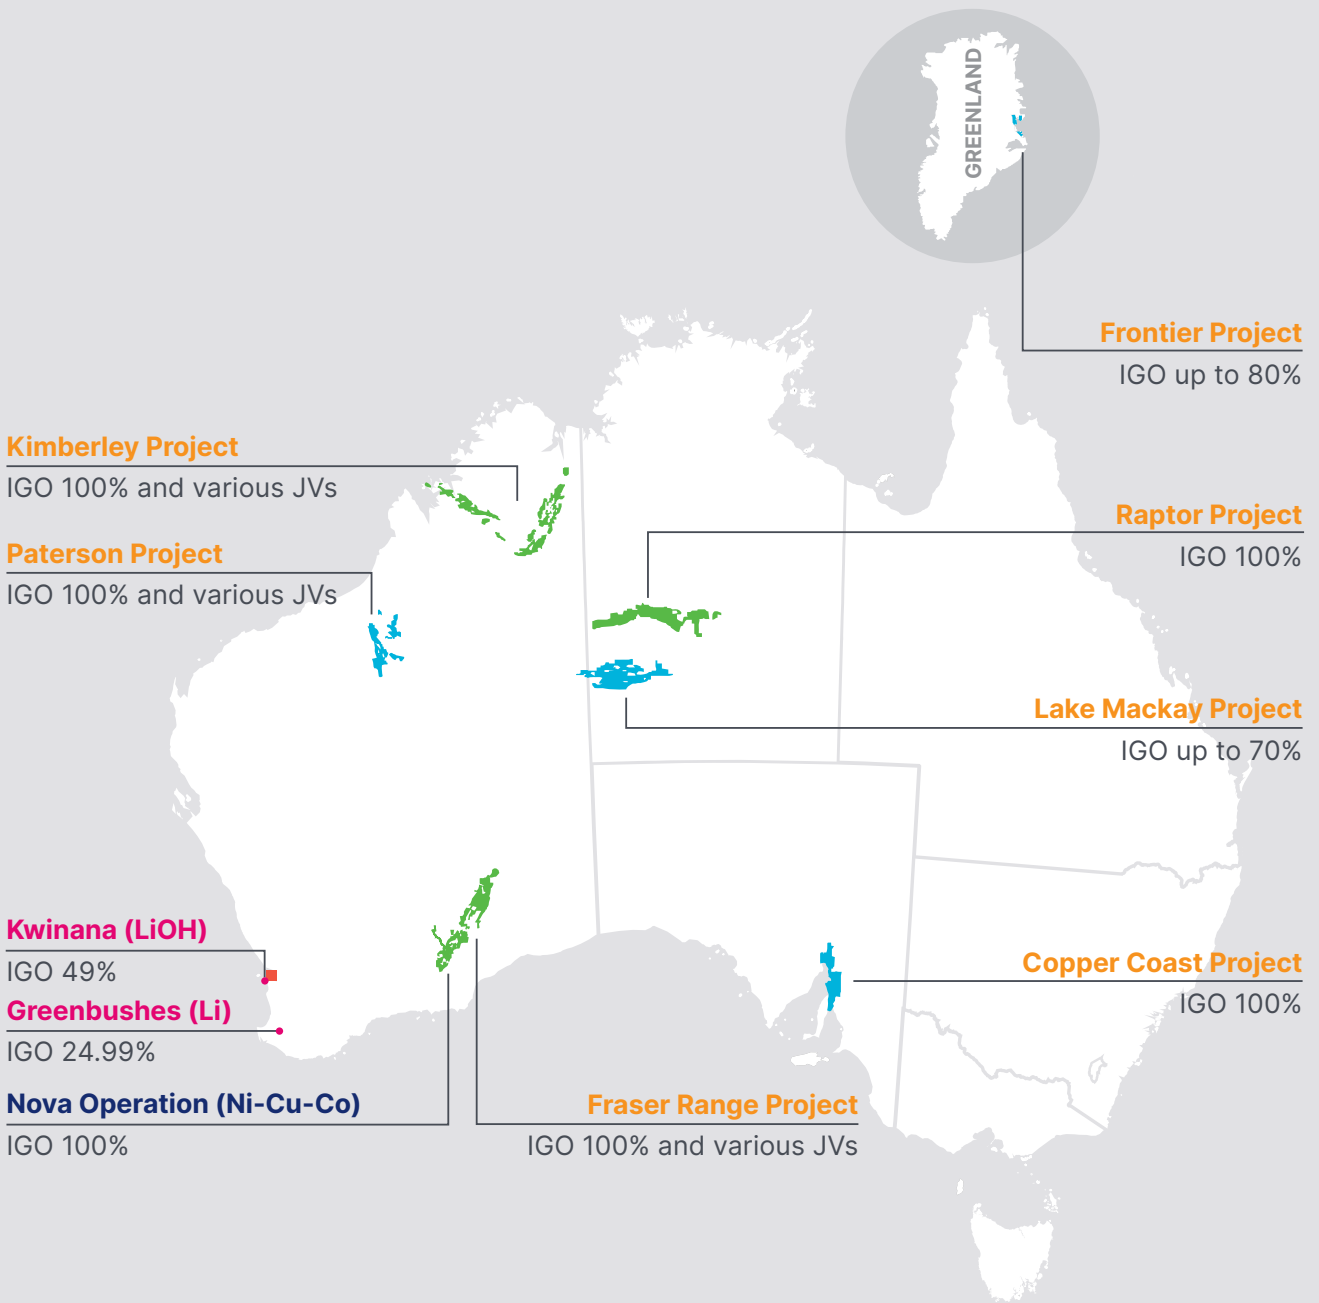 GREENLAND
Frontier Project
IGO up to 80%
Kimberley Project
IGO 100% and various JVs
Raptor Project
IGO 100%
Paterson Project
IGO 100% and various JVs
Lake Mackay Project
IGO up to 70%
Kwinana (LiOH)
IGO 49%
Copper Coast Project
IGO 100%
Greenbushes (Li)
IGO 24.99%
Nova Operation (Ni-Cu-Co)
IGO 100%
Fraser Range Project
IGO 100% and various JVs